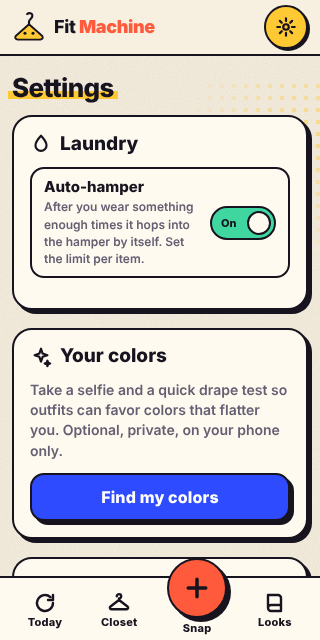 Fit Machine
Settings
Laundry
Auto-hamper
After you wear something
enough times it hops into
the hamper by itself. Set
the limit per item.
On
Your colors
Take a selfie and a quick drape test so
outfits can favor colors that flatter
you. Optional, private, on your phone
only.
Find my colors
Today
Closet
Snap
Looks